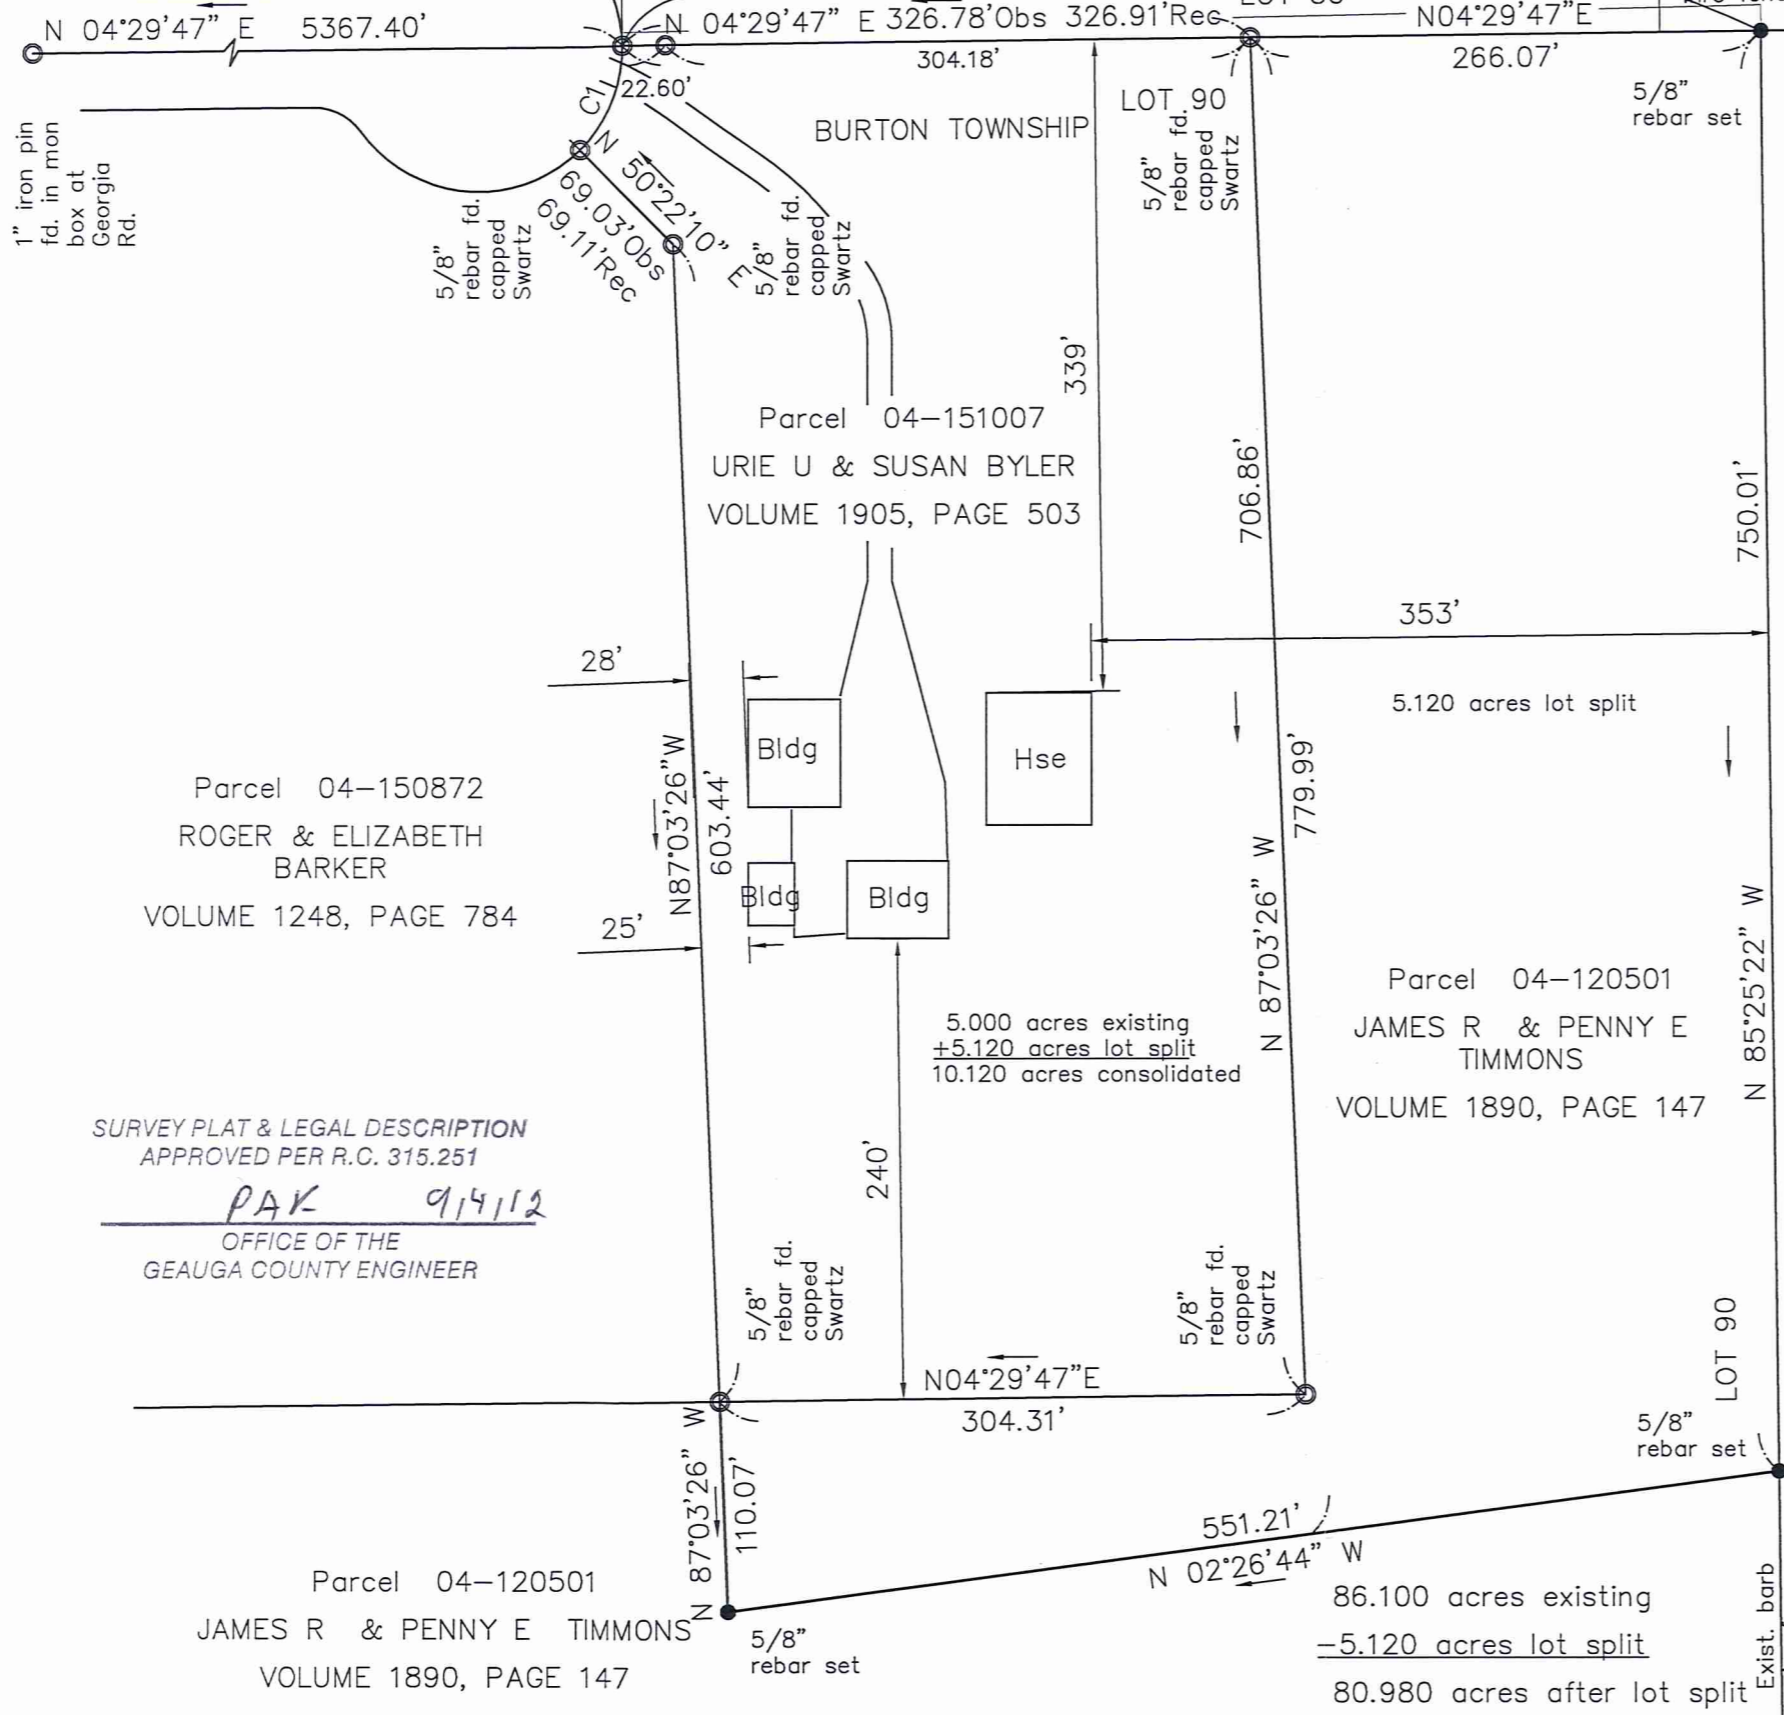 N 04°29'47" E 5367.40'
N 04°29'47" E 326.78'Obs 326.91'Rec
N04°29'47"E
304.18'
266.07'
22.60'
C1
LOT 90
BURTON TOWNSHIP
5/8"
rebar set
1" iron pin
fd. in mon
box at
Georgia
Rd.
5/8"
rebar fd.
capped
Swartz
N 50°22'10" E
69.03'Obs
69.11'Rec
5/8"
rebar fd.
capped
Swartz
5/8"
rebar fd.
capped
Swartz
339'
Parcel 04-151007
URIE U & SUSAN BYLER
VOLUME 1905, PAGE 503
706.86'
750.01'
353'
28'
5.120 acres lot split
Bldg
Hse
N87°03'26"W
603.44'
779.99'
Parcel 04-150872
ROGER & ELIZABETH
BARKER
VOLUME 1248, PAGE 784
Bldg
Bldg
25'
N 87°03'26" W
N 85°25'22" W
Parcel 04-120501
JAMES R & PENNY E
TIMMONS
VOLUME 1890, PAGE 147
5.000 acres existing
+5.120 acres lot split
10.120 acres consolidated
SURVEY PLAT & LEGAL DESCRIPTION
APPROVED PER R.C. 315.251
PAK 9/4/12
OFFICE OF THE
GEAUGA COUNTY ENGINEER
240'
5/8"
rebar fd.
capped
Swartz
5/8"
rebar fd.
capped
Swartz
N04°29'47"E
304.31'
LOT 90
5/8"
rebar set
N 87°03'26" W
110.07'
551.21'
N 02°26'44" W
Parcel 04-120501
JAMES R & PENNY E TIMMONS
VOLUME 1890, PAGE 147
5/8"
rebar set
86.100 acres existing
-5.120 acres lot split
80.980 acres after lot split
Exist. barb